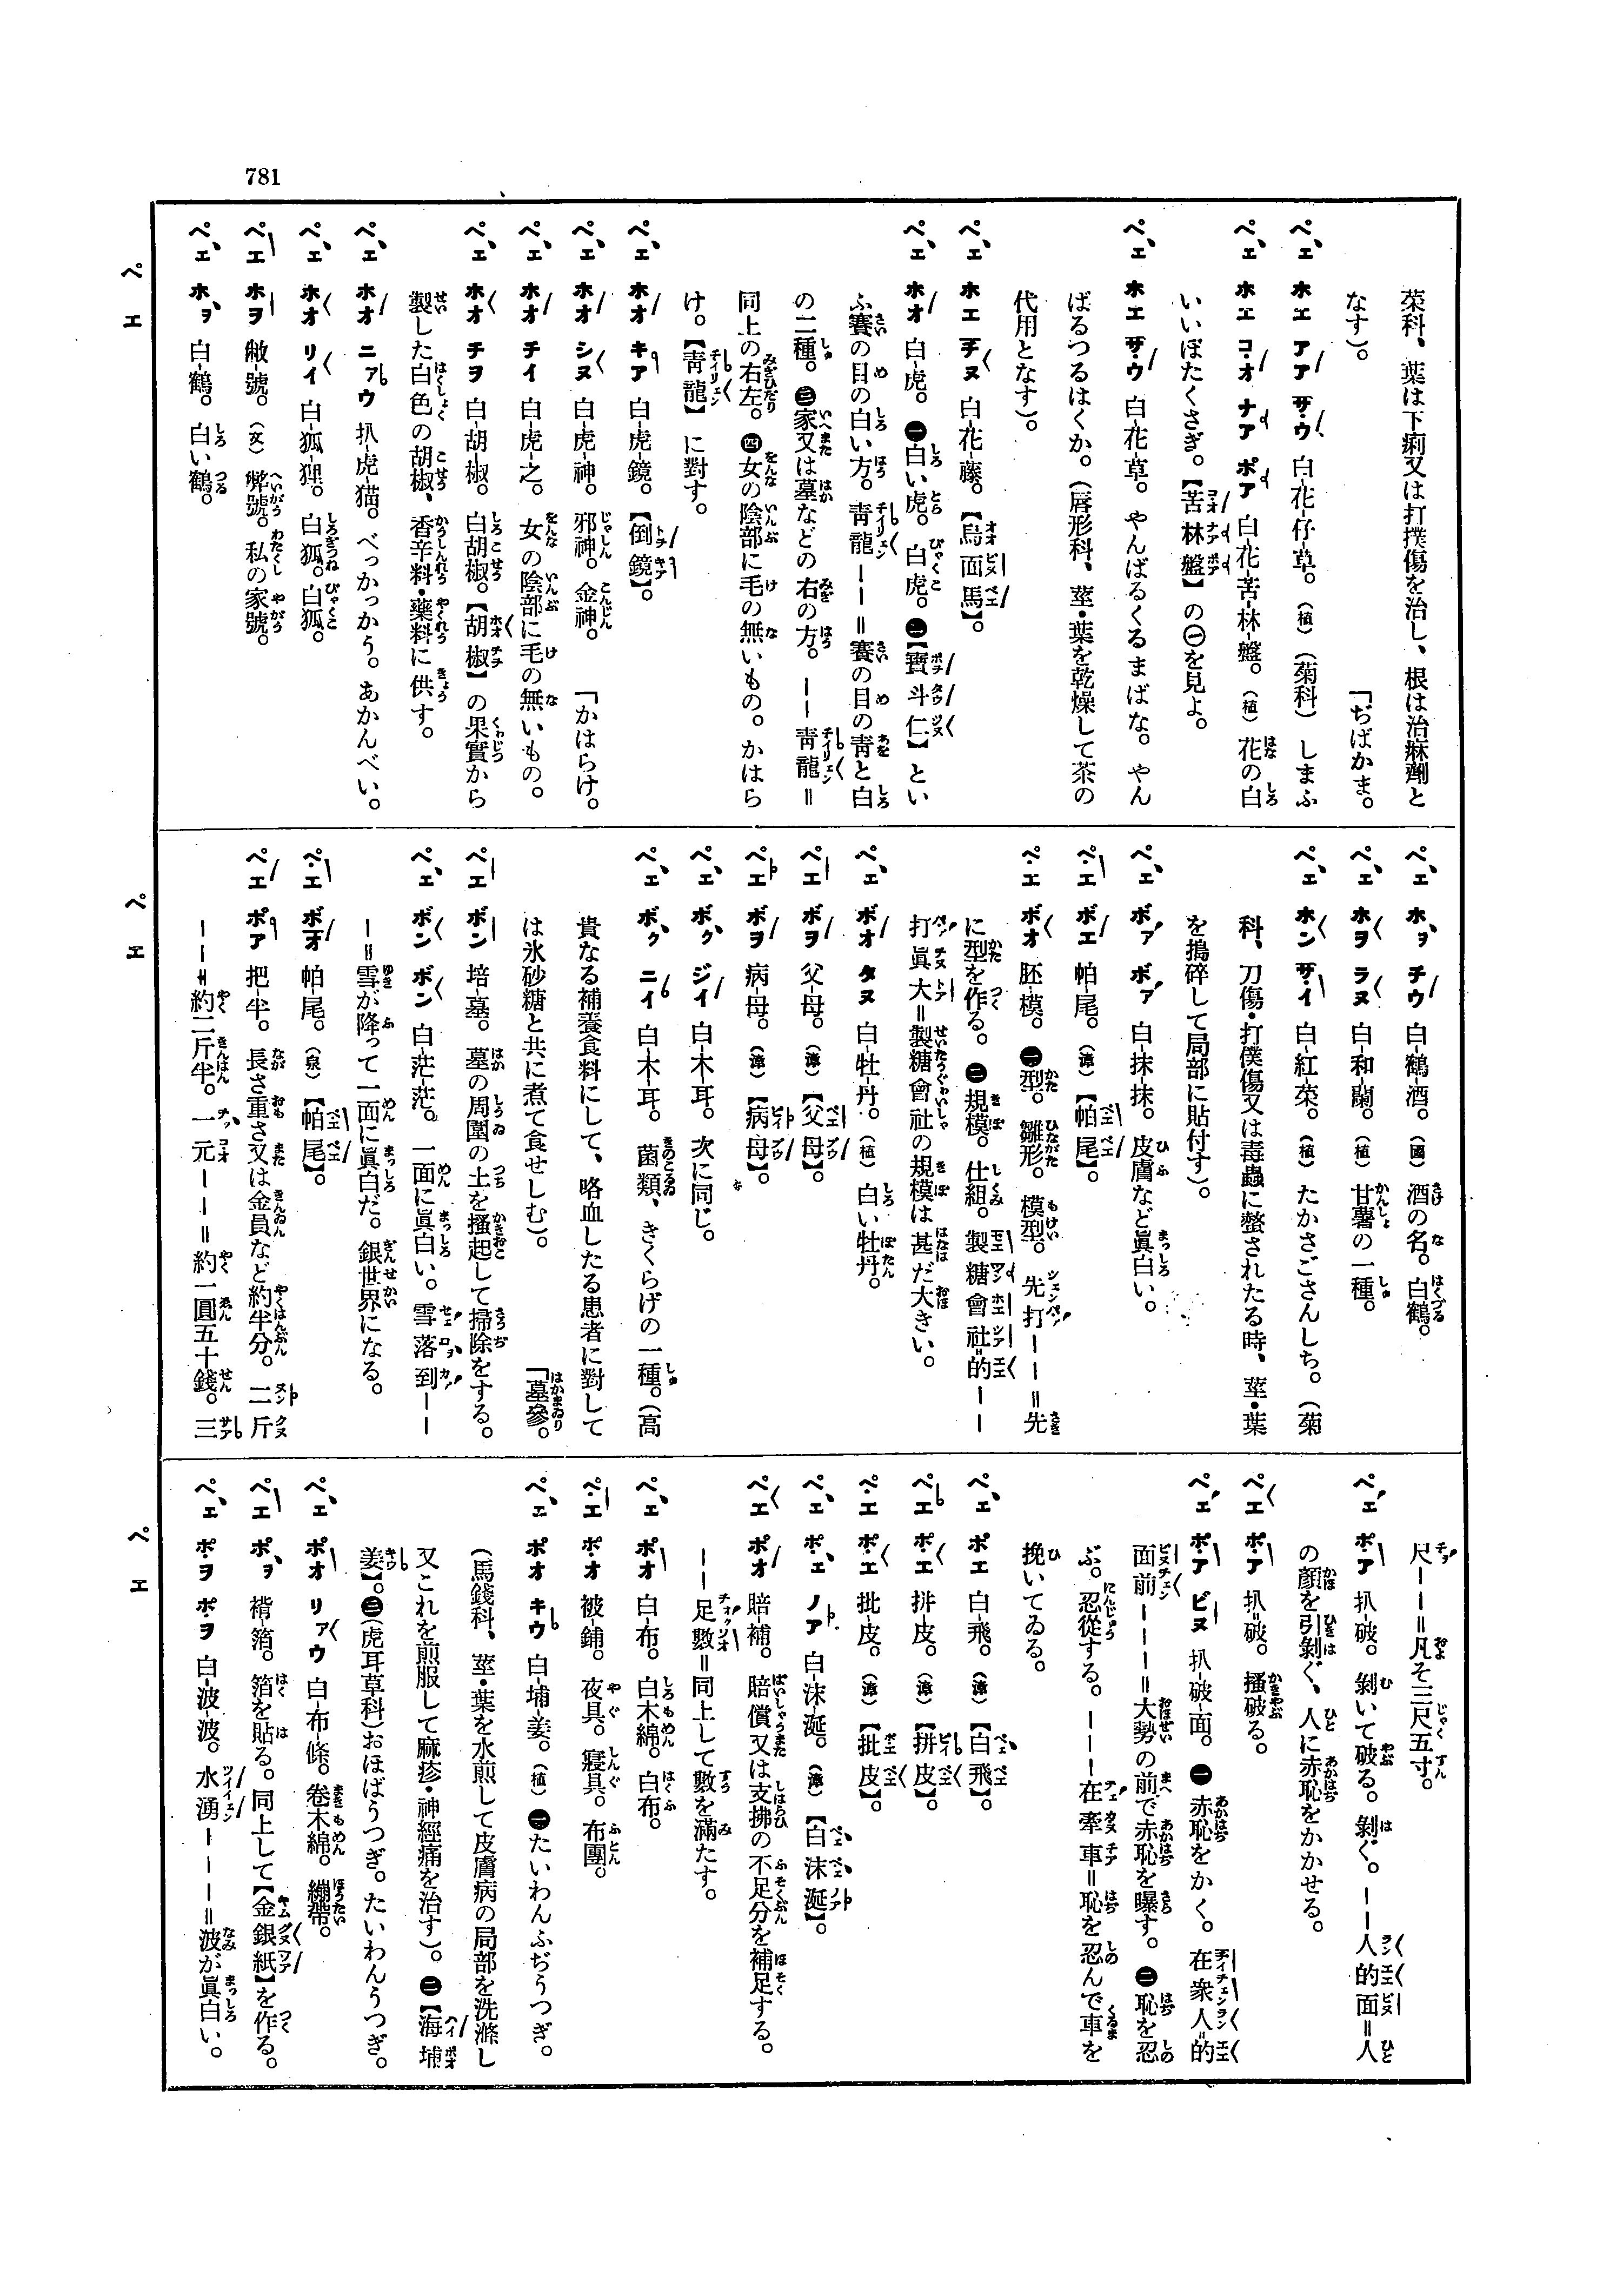 781
荣科、葉は下痢又は打撲傷を治し、根は治痳劑と
なす)。 「ぢばかま。
ペエ ホエ アア ザウ 白-花-仔-草。(植)(菊科) しまふ
ペエ ホエ コオ ナア ポア 白-花-苦-林-盤。(植) 花の白
いいぼたくさぎ。【苦林盤】の㊀を見よ。
ペエ ホエ ザウ 白-花-草。やんばるくるまばな。やん
ばるつるはくか。(唇形科、莖・葉を乾燥して茶の
代用となす)。
ペエ ホエ チヌ 白-花-藤。【烏面馬】。
ペエ ホオ 白-虎。㊀白い虎。白虎。㊁【寶斗仁】とい
ふ賽の目の白い方。靑龍――=賽の目の靑と白
の二種。㊂家又は墓などの右の方。――靑龍=
同上の右左。㊃女の陰部に毛の無いもの。かはら
け。【靑龍】に對す。
ペエ ホオ キア 白-虎-鏡。【倒鏡】。
ペエ ホオ シヌ 白-虎-神。邪神。金神。 「かはらけ。
ペエ ホオ チイ 白-虎-之。女の陰部に毛の無いもの。
ペエ ホオ チヲ 白-胡-椒。白胡椒。【胡椒】の果實から
製した白色の胡椒、香辛料・藥料に供す。
ペエ ホオ ニアウ 扒-虎-猫。べっかっかう。あかんべい。
ペエ ホオ リイ 白-狐-狸。白狐。白狐。
ペエ ホヲ 敝-號。(文) 弊號。私の家號。
ペエ ホヲ 白-鶴。白い鶴。
ペエ
ペエ ホヲ チウ 白-鶴-酒。(國) 酒の名。白鶴。
ペエ ホヲ ラヌ 白-和-蘭。(植) 甘薯の一種。
ペエ ホン ザイ 白-紅-荣。(植) たかさごさんしち。(菊
科、刀傷・打僕傷又は毒蟲に螫されたる時、莖・葉
を搗碎して局部に貼付す)。
ペエ ボア ボア 白-抹-抹。皮膚など眞白い。
ペエ ボエ 帕-尾。【帕尾】。
ペエ ボオ 胚-模。㊀型。雛形。模型。先打――=先
に型を作る。㊁規模。仕組。製糖會社的――
打眞大=製糖會社の規模は甚だ大きい。
ペエ ボオ タヌ 白-牡-丹。(植) 白い牡丹。
ペエ ボヲ 父-母。(漳)【父母】。
ペエ ボヲ 病-母。(漳)【病母】。
ペエ ボク ジイ 白-木-耳。次に同じ。
ペエ ボク ニイ 白-木-耳。菌類、きくらげの一種。(高
貴なる補養食料にして、咯血したる患者に對して
は氷砂糖と共に煮て食せしむ)。 「墓參。
ペエ ボン 培-墓。墓の周圍の土を搔起して掃除をする。
ペエ ボン ボン 白-茫-茫。一面に眞白い。雪落到――
―=雪が降って一面に眞白だ。銀世界になる。
ペエ ボオ 帕-尾。(泉)【帕尾】。
ペエ ポア 把-半。長さ重さ又は金員など約半分。二斤
――=約二斤半。一元――=約一圓五十錢。三
ペエ
尺――=凡そ三尺五寸。
ペエ ポア 扒-破。剝いて破る。剝ぐ。――人的面=人
の顏を引剝ぐ、人に赤恥をかかせる。
ペエ ポア 扒-破。搔破る。
ペエ ポア ビヌ 扒-破-面。㊀赤恥をかく。在衆人的
面前―――=大勢の前で赤恥を曝す。㊁恥を忍
ぶ。忍從する。―――在牽車=恥を忍んで車を
挽いてゐる。
ペエ ポエ 白-飛。(漳)【白飛】。
ペエ ポエ 拼-皮。(漳)【拼皮】。
ペエ ポエ 批-皮。(漳)【批皮】。
ペエ ポエ ノア 白-沫-涎。(漳)【白沫涎】。
ペエ ポオ 賠-補。賠償又は支拂の不足分を補足する。
――足數=同上して數を滿たす。
ペエ ポオ 白-布。白木綿。白布。
ペエ ポオ 被-鋪。夜具。寢具。布團。
ペエ ポオ キウ 白-埔-姜。(植) ㊀たいわんふぢうつぎ。
(馬錢科、莖・葉を水煎して皮膚病の局部を洗滌し
又これを煎服して麻疹・神經痛を治す)。㊁【海埔
姜】。㊂(虎耳草科)おほばうつぎ。たいわんうつぎ。
ペエ ポオ リアウ 白-布-條。卷木綿。繃帶。
ペエ ポヲ 褙-箔。箔を貼る。同上して【金銀紙】を作る。
ペエ ポヲ ポヲ 白-波-波。水湧―――=波が眞白い。
ペエ